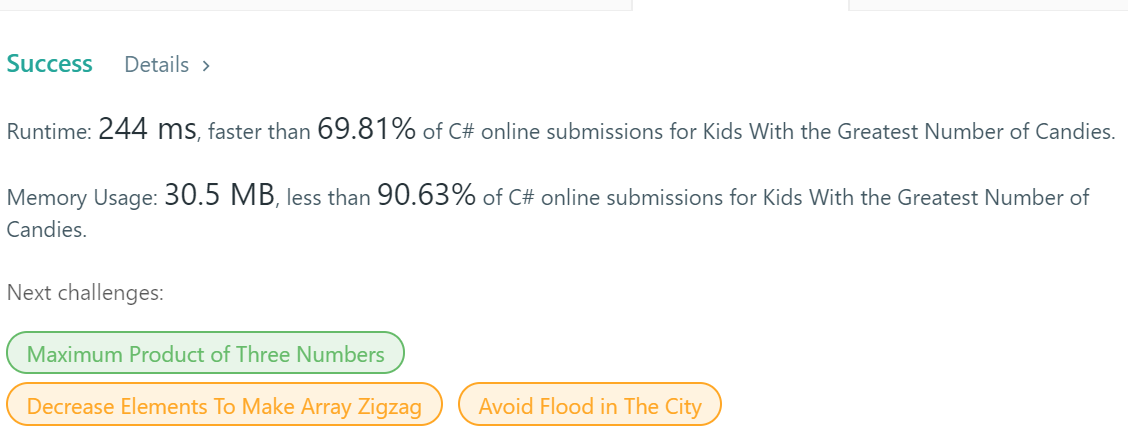 Success Details >
Runtime: 244 ms, faster than 69.81% of C# online submissions for Kids With the Greatest Number of Candies.
Memory Usage: 30.5 MB, less than 90.63% of C# online submissions for Kids With the Greatest Number of
Candies.
Next challenges:
Maximum Product of Three Numbers
Decrease Elements To Make Array Zigzag Avoid Flood in The City